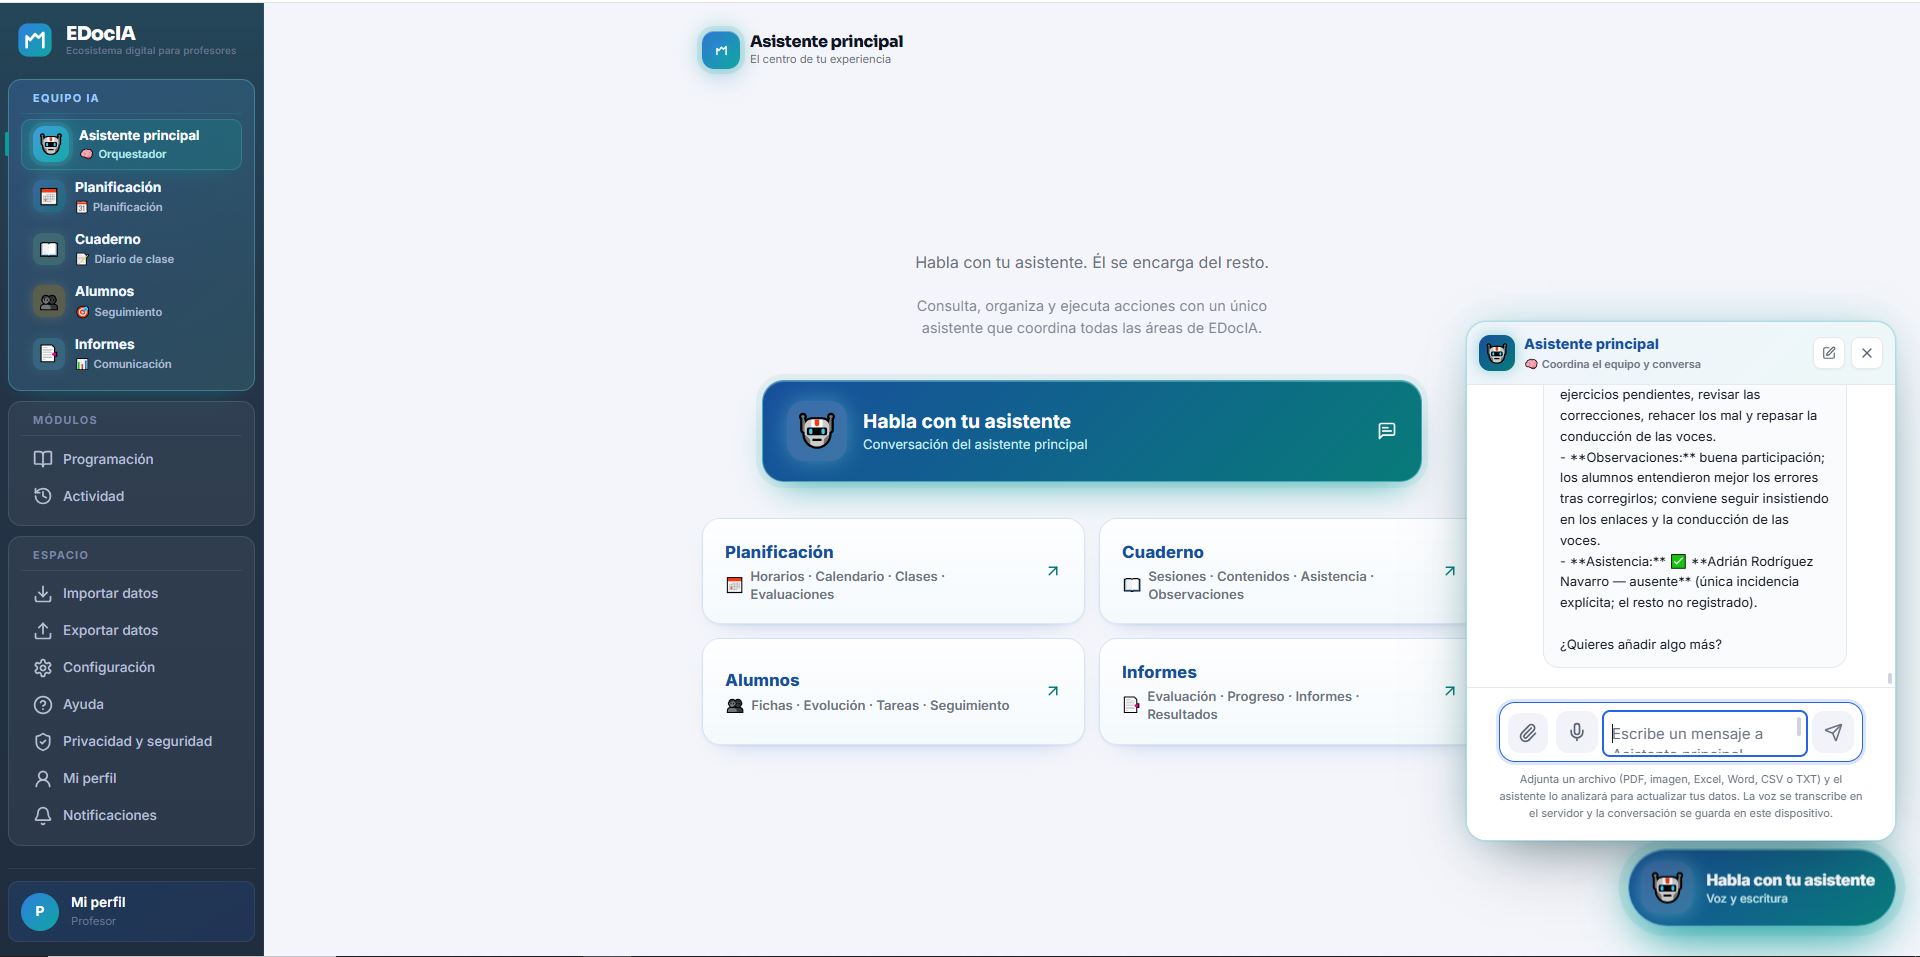 EDocIA
Ecosistema digital para profesores
EQUIPO IA
Asistente principal
Orquestador
Planificación
Planificación
Cuaderno
Diario de clase
Alumnos
Seguimiento
Informes
Comunicación
MÓDULOS
Programación
Actividad
ESPACIO
Importar datos
Exportar datos
Configuración
Ayuda
Privacidad y seguridad
Mi perfil
Notificaciones
P
Mi perfil
Profesor
Asistente principal
El centro de tu experiencia
Habla con tu asistente. Él se encarga del resto.
Consulta, organiza y ejecuta acciones con un único
asistente que coordina todas las áreas de EDocIA.
Habla con tu asistente
Conversación del asistente principal
Planificación
Horarios · Calendario · Clases ·
Evaluaciones
Cuaderno
Sesiones · Contenidos · Asistencia ·
Observaciones
Alumnos
Fichas · Evolución · Tareas · Seguimiento
Informes
Evaluación · Progreso · Informes ·
Resultados
Asistente principal
Coordina el equipo y conversa
ejercicios pendientes, revisar las
correcciones, rehacer los mal y repasar la
conducción de las voces.
- **Observaciones:** buena participación;
los alumnos entendieron mejor los errores
tras corregirlos; conviene seguir insistiendo
en los enlaces y la conducción de las
voces.
- **Asistencia:** ✅ **Adrián Rodríguez
Navarro — ausente** (única incidencia
explícita; el resto no registrado).
¿Quieres añadir algo más?
Escribe un mensaje a
Asistente principal
Adjunta un archivo (PDF, imagen, Excel, Word, CSV o TXT) y el
asistente lo analizará para actualizar tus datos. La voz se transcribe en
el servidor y la conversación se guarda en este dispositivo.
Habla con tu asistente
Voz y escritura